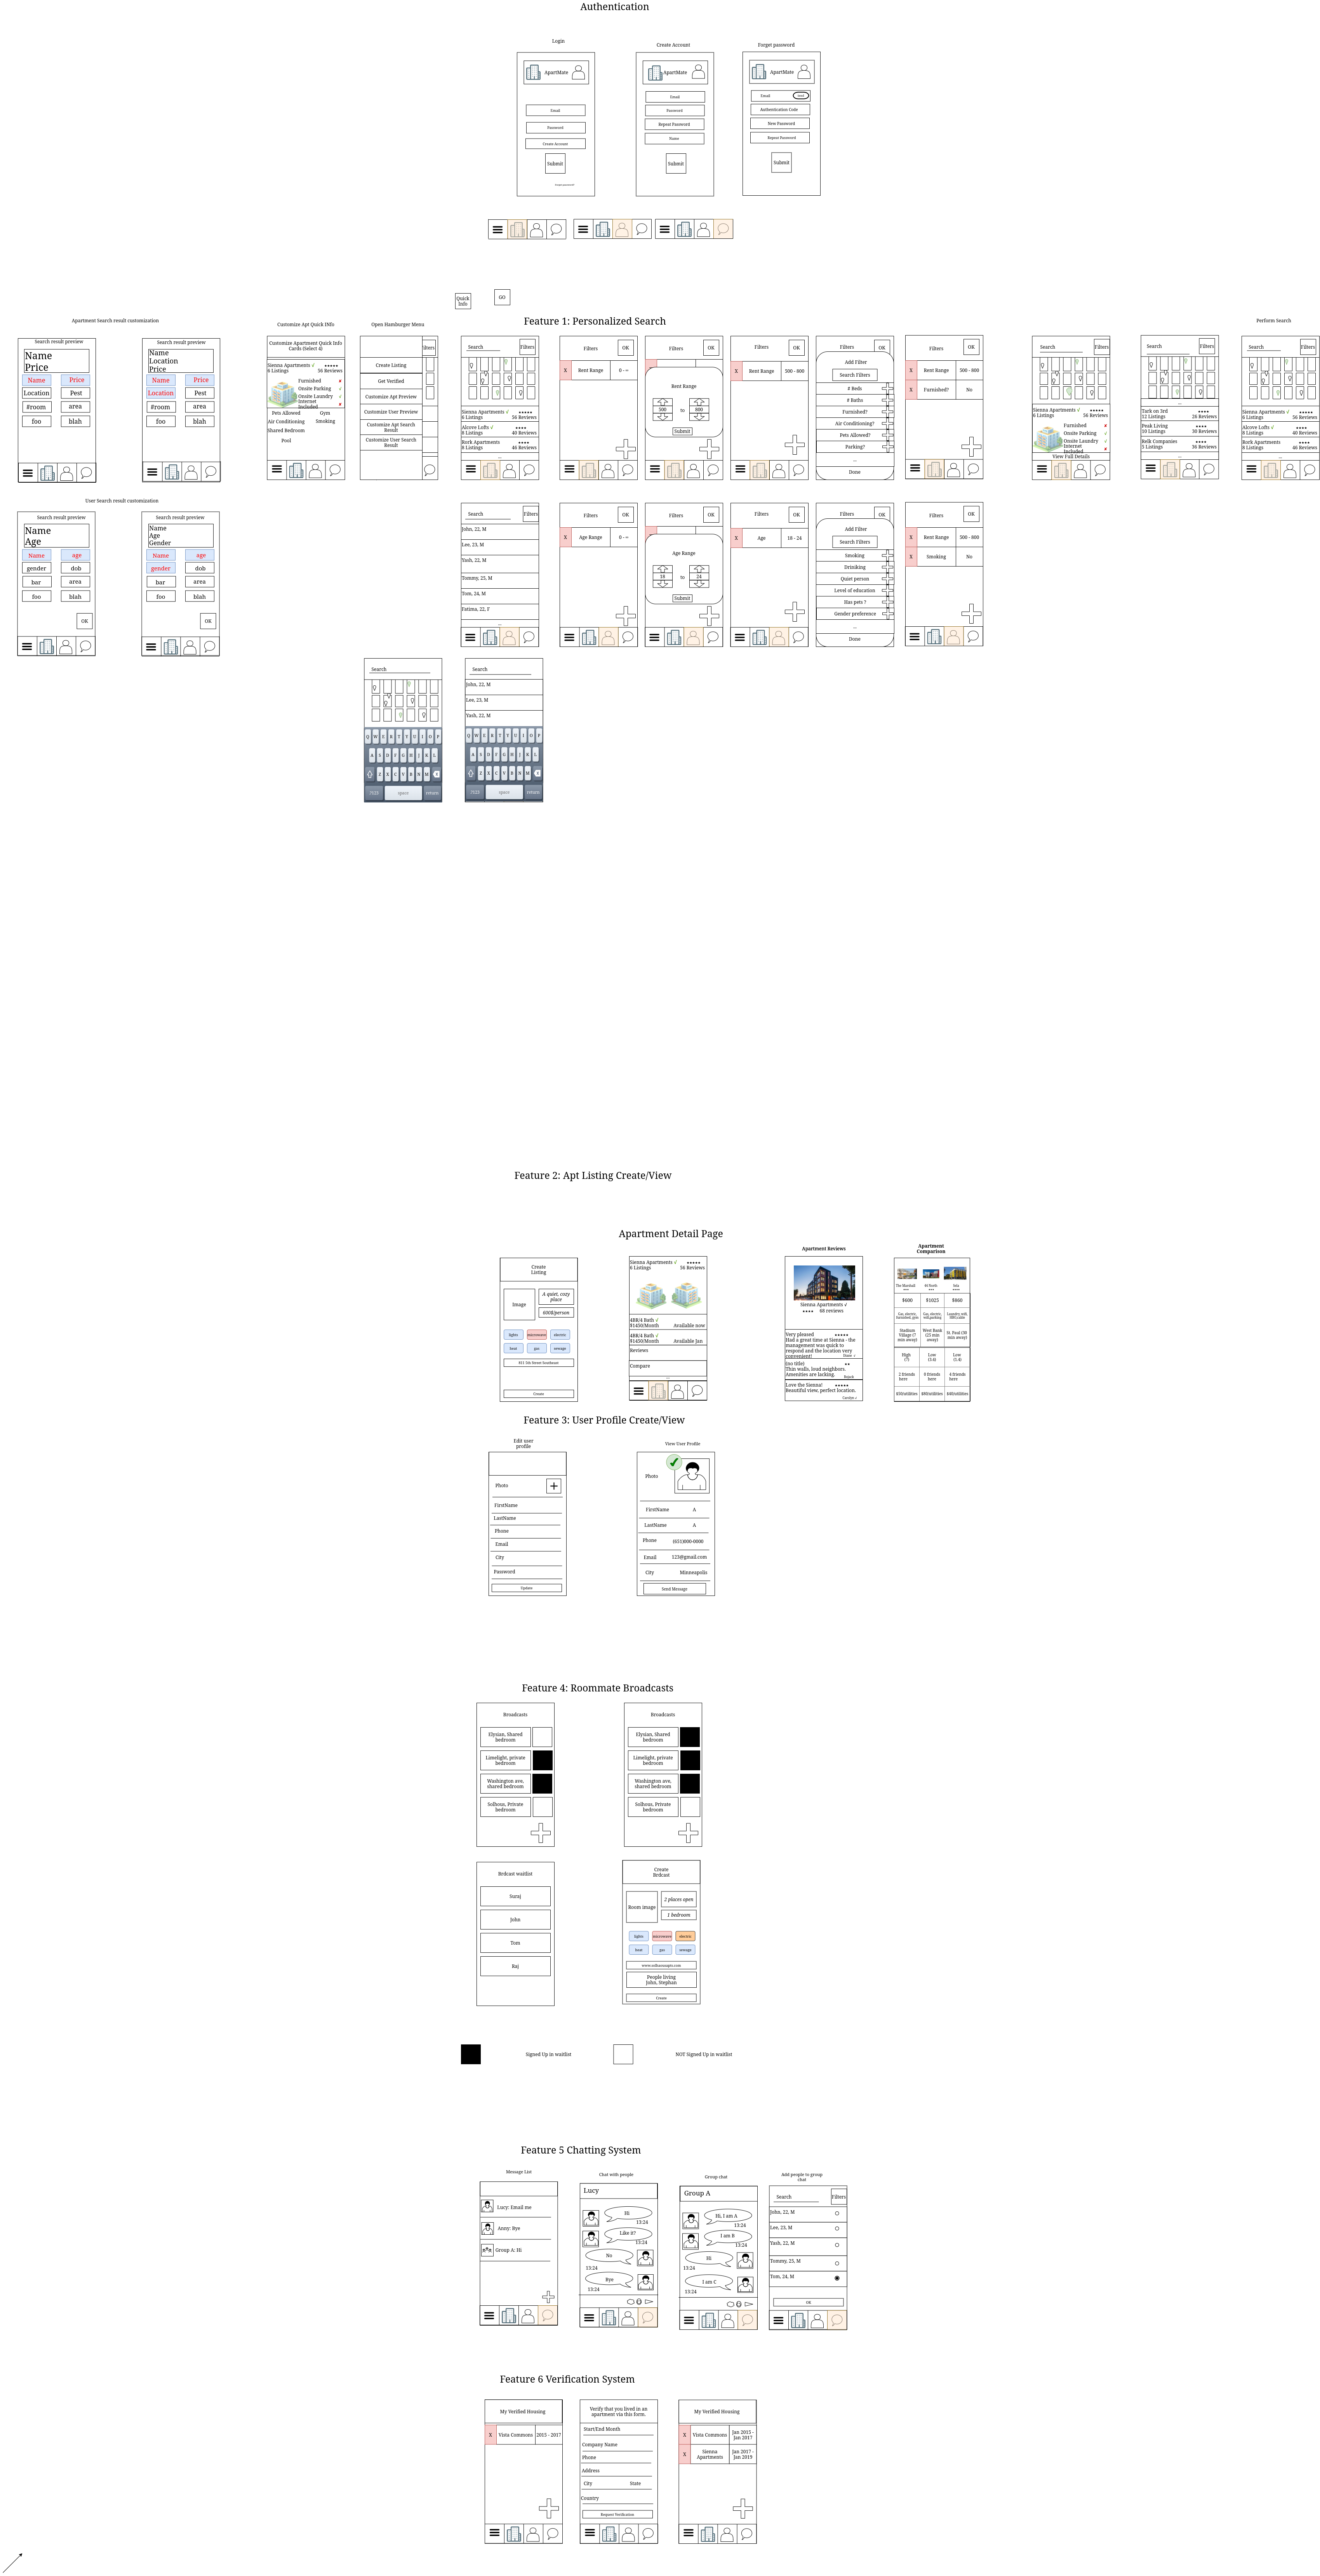 Authentication
Login
ApartMate
Email
Password
Create Account
Submit
Create Account
ApartMate
Email
Password
Repeat Password
Name
Submit
Forget password
ApartMate
Email
Authentication Code
New Password
Repeat Password
Submit
Quick
Info
GO
Feature 1: Personalized Search
Apartment Search result customization
Search result preview
Name
Price
Name
Price
Location
Pest
#room
area
foo
blah
Search result preview
Name
Location
Price
Name
Price
Location
Pest
#room
area
foo
blah
Customize Apt Quick INfo
Customize Apartment Quick Info
Cards (Select 4)
Sienna Apartments √
★★★★★
6 Listings
56 Reviews
Furnished
✘
Onsite Parking
√
Onsite Laundry
√
Internet
Included
✘
Pets Allowed
Gym
Air Conditioning
Smoking
Shared Bedroom
Pool
Open Hamburger Menu
Filters
Create Listing
Get Verified
Customize Apt Preview
Customize User Preview
Customize Apt Search
Result
Customize User Search
Result
Search
Filters
Sienna Apartments √
★★★★★
6 Listings
56 Reviews
Alcove Lofts √
★★★★
8 Listings
40 Reviews
Rork Apartments
★★★★
8 Listings
46 Reviews
...
Filters
OK
X
Rent Range
0 - ∞
Filters
OK
Rent Range
500
to
800
Submit
Filters
OK
X
Rent Range
500 - 800
Filters
OK
Add Filter
Search Filters
# Beds
# Baths
Furnished?
Air Conditioning?
Pets Allowed?
Parking?
...
Done
Filters
OK
X
Rent Range
500 - 800
X
Furnished?
No
Search
Filters
Sienna Apartments √
★★★★★
6 Listings
56 Reviews
Furnished
✘
Onsite Parking
√
Onsite Laundry
√
Internet
Included
✘
View Full Details
Search
Filters
...
Tark on 3rd
★★★★
12 Listings
26 Reviews
Peak Living
★★★★
10 Listings
30 Reviews
Relk Companies
★★★★
5 Listings
36 Reviews
...
Perform Search
Search
Filters
Sienna Apartments √
★★★★★
6 Listings
56 Reviews
Alcove Lofts √
★★★★
8 Listings
40 Reviews
Rork Apartments
★★★★
8 Listings
46 Reviews
...
User Search result customization
Search result preview
Name
Age
Name
age
gender
dob
bar
area
foo
blah
OK
Search result preview
Name
Age
Gender
Name
age
gender
dob
bar
area
foo
blah
OK
Search
Filters
John, 22, M
Lee, 23, M
Yash, 22, M
Tommy, 25, M
Tom, 24, M
Fatima, 22, F
...
Filters
OK
X
Age Range
0 - ∞
Filters
OK
Age Range
18
to
24
Submit
Filters
OK
X
Age
18 - 24
Filters
OK
Add Filter
Search Filters
Smoking
Driniking
Quiet person
Level of education
Has pets ?
Gender preference
...
Done
Filters
OK
X
Rent Range
500 - 800
X
Smoking
No
Search
Q W E R T Y U I O P
A S D F G H J K L
Z X C V B N M
?123
space
return
Search
John, 22, M
Lee, 23, M
Yash, 22, M
Q W E R T Y U I O P
A S D F G H J K L
Z X C V B N M
?123
space
return
Feature 2: Apt Listing Create/View
Apartment Detail Page
Create
Listing
Image
A quiet, cozy
place
600$/person
lights
microwave
electric
heat
gas
sewage
Create
Sienna Apartments √
★★★★★
6 Listings
56 Reviews
4BR/4 Bath √
$1450/Month
Available now
4BR/4 Bath √
$1450/Month
Available Jan
Reviews
Compare
...
Apartment Reviews
Sienna Apartments √
★★★★
68 reviews
Very pleased
★★★★★
Had a great time at Sienna - the
management was quick to
respond and the location very
convenient!
(no title)
★★
Thin walls, loud neighbors.
Amenities are lacking.
Love the Sienna!
★★★★★
Beautiful view, perfect location.
Carolyn √
Apartment
Comparison
The Marshall
$600
$1025
$860
Stadium
Village (7
min away)
West Bank
(25 min
away)
St. Paul (30
min away)
High
(7)
Low
(3.6)
Low
(1.4)
2 friends
here
0 friends
here
4 friends
here
$50/utilities
$80/utilities
$40/utilities
Feature 3: User Profile Create/View
Edit user
profile
Photo
FirstName
LastName
Phone
Email
City
Password
Update
View User Profile
Photo
FirstName
A
LastName
A
Phone
(651)000-0000
Email
123@gmail.com
City
Minneapolis
Send Message
Feature 4: Roommate Broadcasts
Broadcasts
Elysian, Shared
bedroom
Limelight, private
bedroom
Washington ave,
shared bedroom
Solhous, Private
bedroom
Broadcasts
Elysian, Shared
bedroom
Limelight, private
bedroom
Washington ave,
shared bedroom
Solhous, Private
bedroom
Brdcast waitlist
Suraj
John
Tom
Raj
Create
Brdcast
Room image
2 places open
1 bedroom
lights
microwave
electric
heat
gas
sewage
People living
John, Stephan
Create
Signed Up in waitlist
NOT Signed Up in waitlist
Feature 5 Chatting System
Message List
Lucy: Email me
Anny: Bye
Group A: Hi
Chat with people
Lucy
Hi
13:24
Like it?
13:24
No
13:24
Bye
13:24
Group chat
Group A
Hi, I am A
13:24
I am B
13:24
Hi
13:24
I am C
13:24
Add people to group
chat
Search
Filters
John, 22, M
Lee, 23, M
Yash, 22, M
Tommy, 25, M
Tom, 24, M
OK
Feature 6 Verification System
My Verified Housing
X
Vista Commons
2015 - 2017
Verify that you lived in an
apartment via this form.
Start/End Month
Company Name
Phone
Address
City
State
Country
Request Verification
My Verified Housing
X
Vista Commons
Jan 2015 -
Jan 2017
X
Sienna
Apartments
Jan 2017 -
Jan 2019